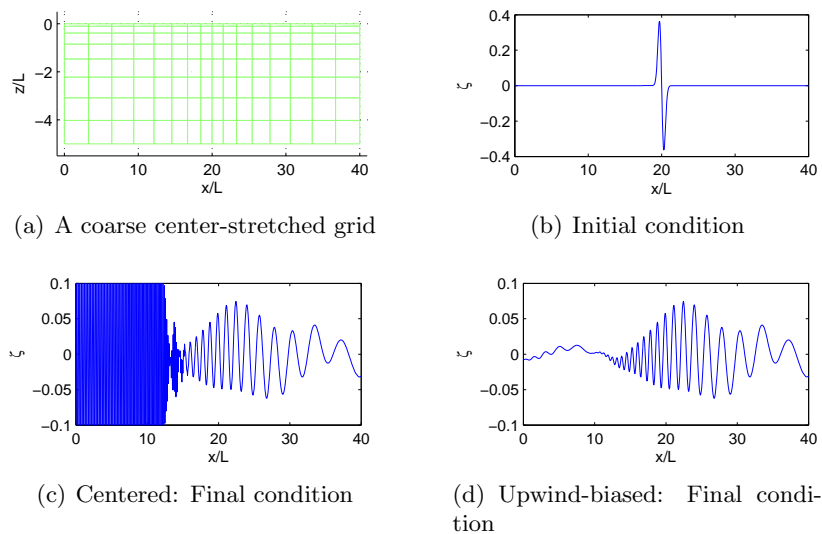 0
−2
−4
z/L
0 10 20 30 40
x/L
(a) A coarse center-stretched grid
0.4
0.2
0
−0.2
−0.4
ζ
0 10 20 30 40
x/L
(b) Initial condition
0.1
0.05
0
−0.05
−0.1
ζ
0 10 20 30 40
x/L
(c) Centered: Final condition
0.1
0.05
0
−0.05
−0.1
ζ
0 10 20 30 40
x/L
(d) Upwind-biased: Final condi-
tion